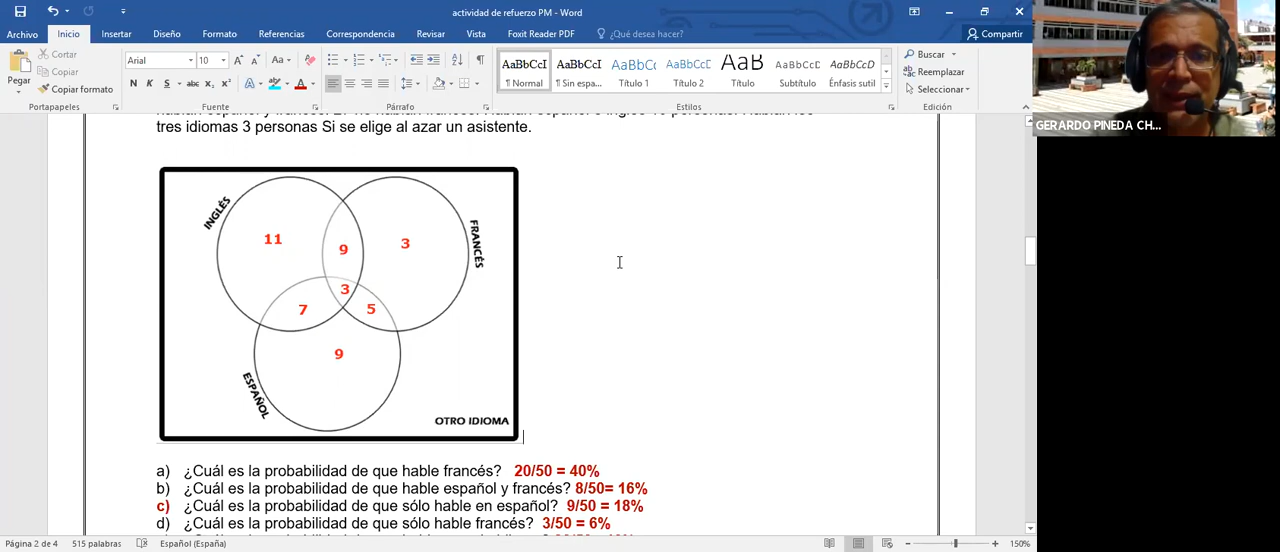 actividad de refuerzo PM - Word
Archivo Inicio Insertar Diseño Formato Referencias Correspondencia Revisar Vista Foxit Reader PDF ¿Qué desea hacer? Compartir
Cortar
Copiar
Copiar formato
Pegar
Portapapeles
Arial 10
N K S abc
Fuente
Párrafo
AaBbCcI AaBbCcI AaBbCc AaBbCcD AaB AaBbCcD AaBbCcD
¶ Normal ¶ Sin espa... Título 1 Título 2 Título Subtítulo Énfasis sutil
Estilos
Buscar
Reemplazar
Seleccionar
Edición
GERARDO PINEDA CH...
tres idiomas 3 personas Si se elige al azar un asistente.
INGLÉS
FRANCÉS
11
9
3
3
7
5
9
ESPAÑOL
OTRO IDIOMA
a) ¿Cuál es la probabilidad de que hable francés? 20/50 = 40%
b) ¿Cuál es la probabilidad de que hable español y francés? 8/50= 16%
c) ¿Cuál es la probabilidad de que sólo hable en español? 9/50 = 18%
d) ¿Cuál es la probabilidad de que sólo hable francés? 3/50 = 6%
Página 2 de 4 515 palabras Español (España) 150%